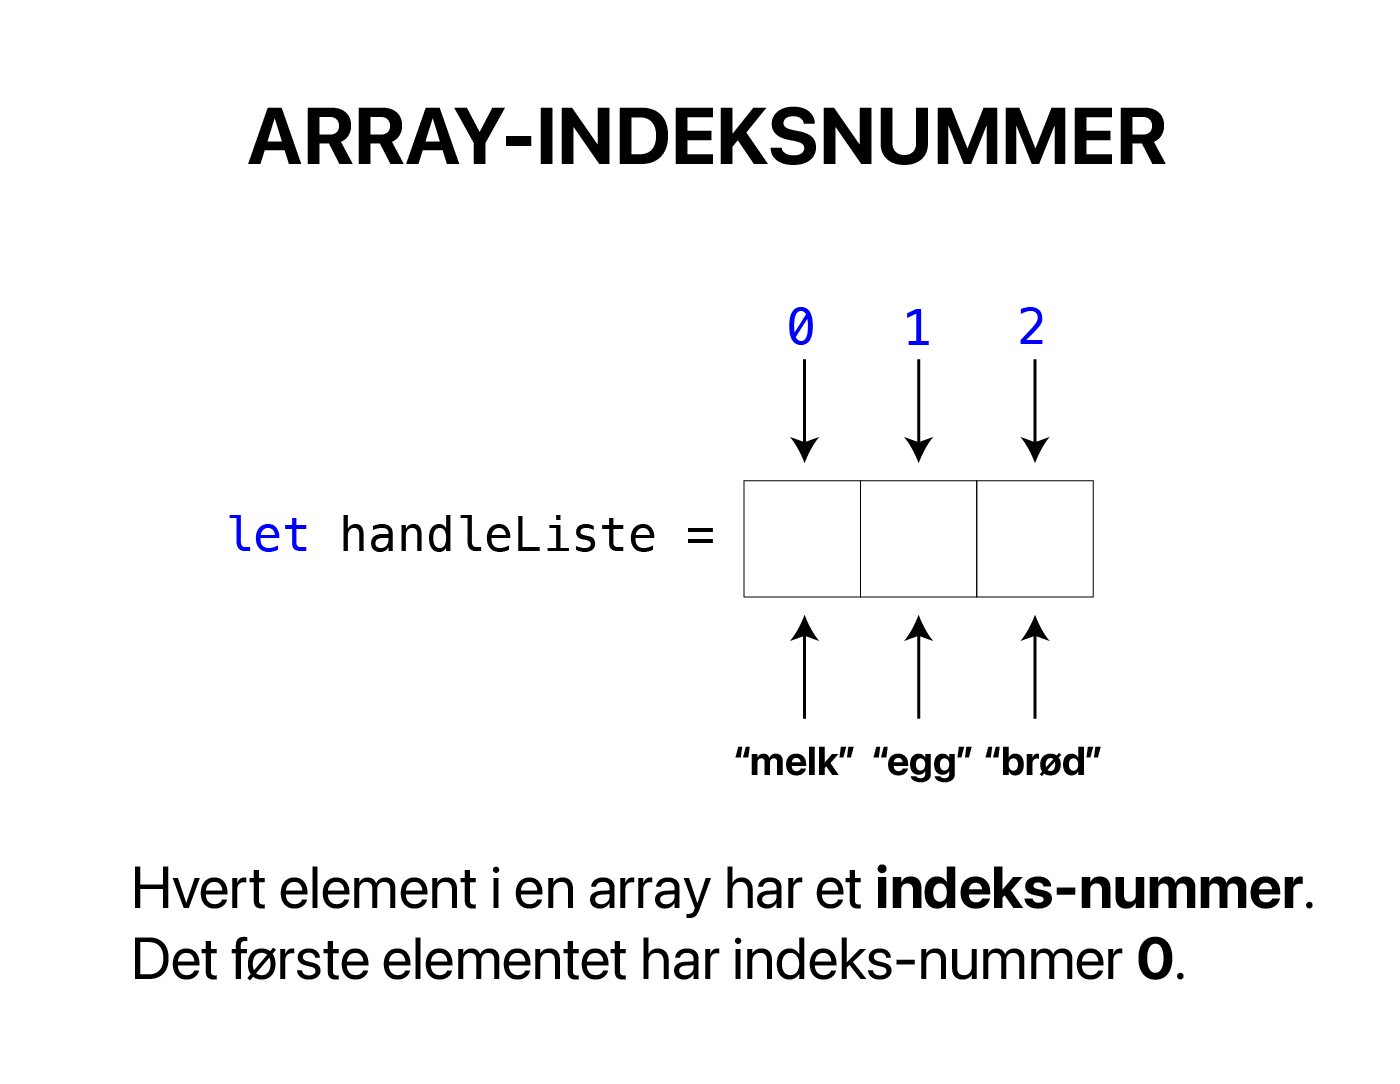 ARRAY-INDEKSNUMMER
0 1 2
let handleListe =
“melk” “egg” “brød”
Hvert element i en array har et indeks-nummer.
Det første elementet har indeks-nummer 0.